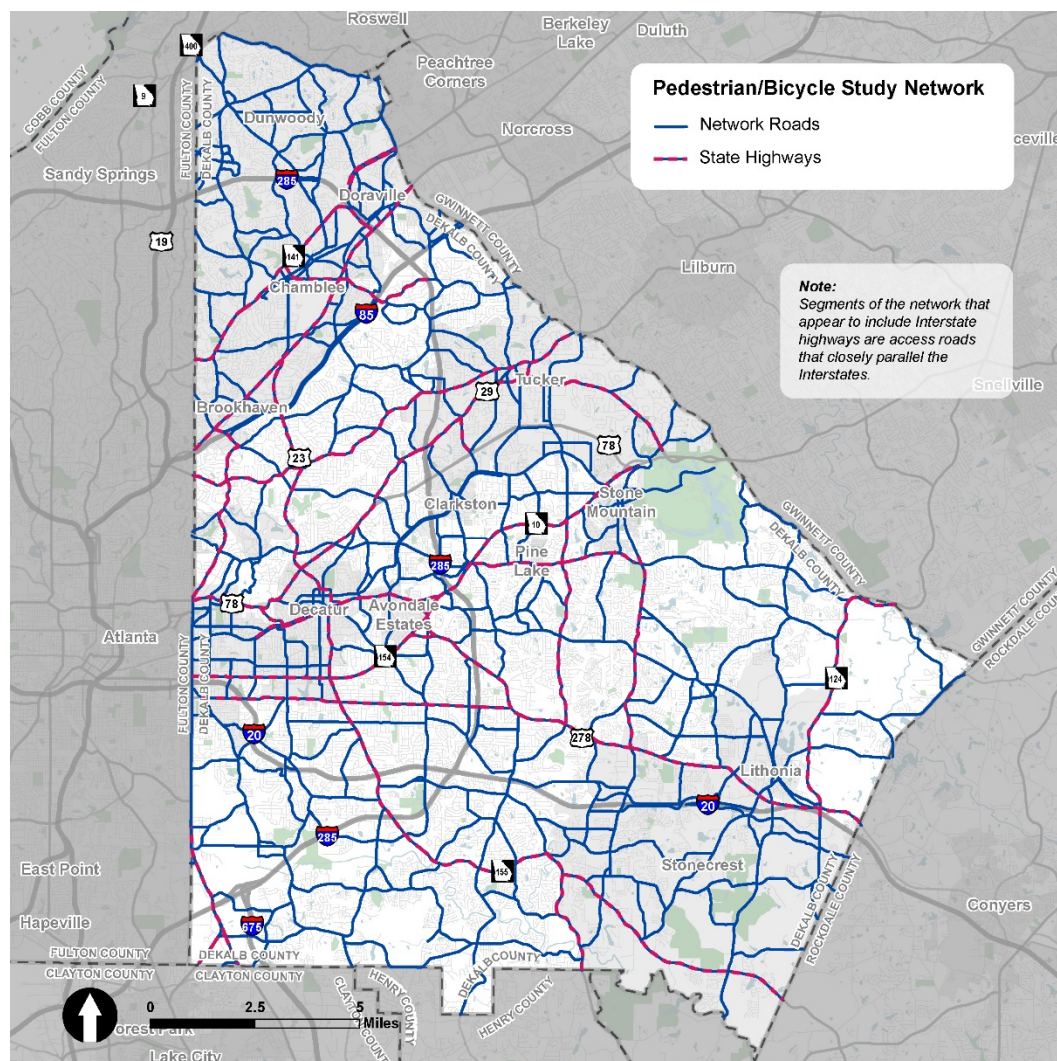 Roswell
Berkeley
Lake
Duluth
400
Peachtree
Corners
9
COBB COUNTY
FULTON COUNTY
FULTON COUNTY
DEKALB COUNTY
Dunwoody
Norcross
Pedestrian/Bicycle Study Network
Network Roads
State Highways
ceville
Sandy Springs
285
Doraville
GWINNETT COUNTY
DEKALB COUNTY
19
141
Chamblee
Lilburn
85
Note:
Segments of the network that
appear to include Interstate
highways are access roads
that closely parallel the
Interstates.
Snellville
Tucker
29
Brookhaven
78
23
Clarkston
Stone
Mountain
10
Pine
Lake
285
GWINNETT COUNTY
DEKALB COUNTY
78
Decatur
Avondale
Estates
Atlanta
154
GWINNETT COUNTY
ROCKDALE COUNTY
124
FULTON COUNTY
DEKALB COUNTY
20
278
Lithonia
20
285
East Point
155
Stonecrest
DEKALB COUNTY
ROCKDALE COUNTY
Conyers
Hapeville
675
FULTON COUNTY
CLAYTON COUNTY
DEKALB COUNTY
CLAYTON COUNTY
HENRY COUNTY
CLAYTON COUNTY
DEKALB COUNTY
HENRY COUNTY
0 2.5 5
Miles
orest Park
Lake City